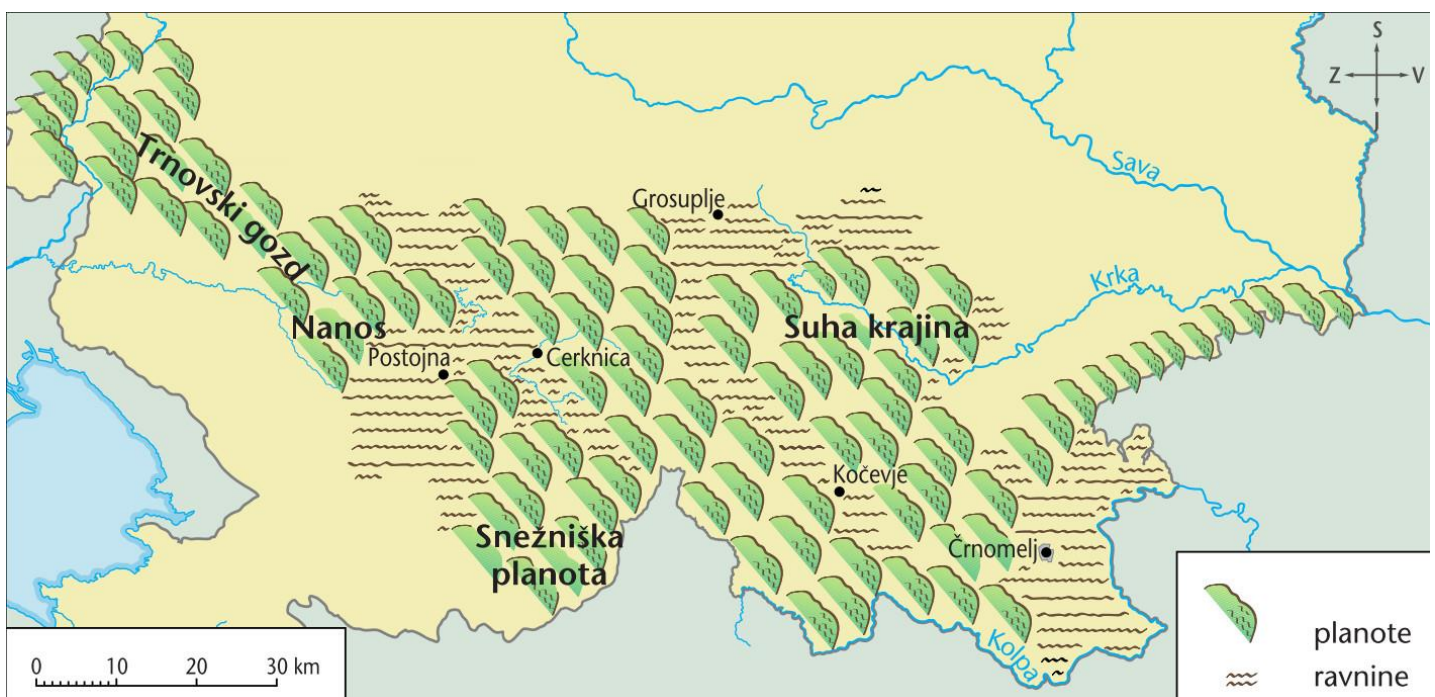 S
Z V
J
Sava
Grosuplje
Trnovski gozd
Krka
Nanos
Suha krajina
Postojna
Cerknica
Kočevje
Snežniška
planota
Črnomelj
Kolpa
planote
ravnine
0 10 20 30 km